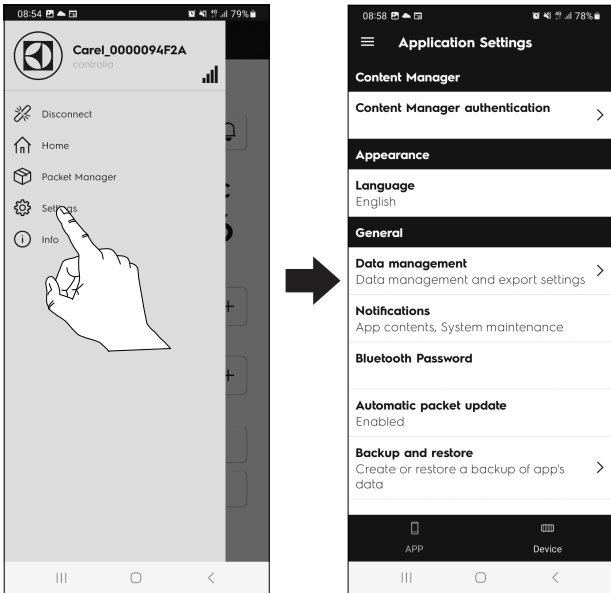 08:54 4G 79%
Carel_0000094F2A
controlla
Disconnect
Home
Packet Manager
Settings
Info
08:58 4G 78%
Application Settings
Content Manager
Content Manager authentication
Appearance
Language
English
General
Data management
Data management and export settings
Notifications
App contents, System maintenance
Bluetooth Password
Automatic packet update
Enabled
Backup and restore
Create or restore a backup of app's
data
APP Device